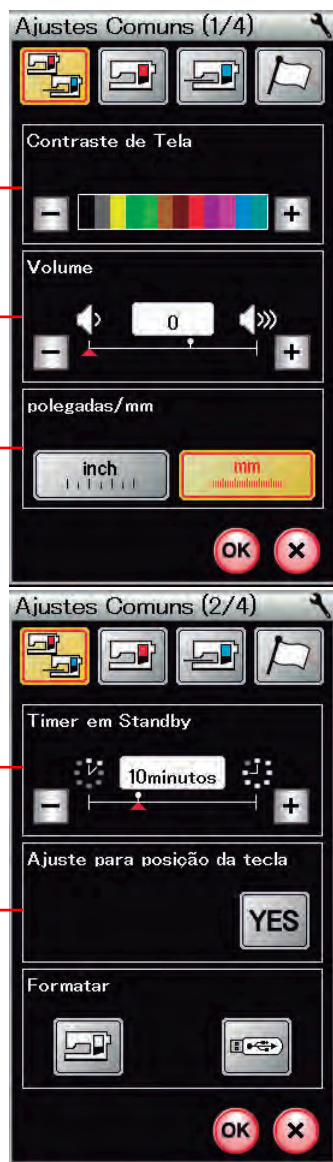 Ajustes Comuns (1/4)
Contraste de Tela
Volume
0
polegadas/mm
inch
mm
OK
Ajustes Comuns (2/4)
Timer em Standby
10minutos
Ajuste para posição da tecla
YES
Formatar
OK